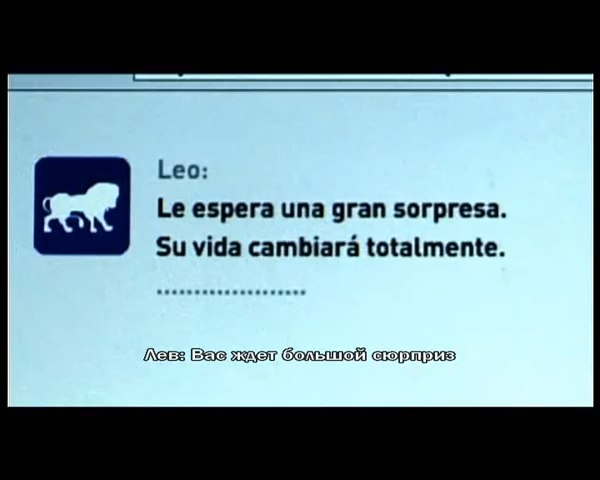 Leo:
Le espera una gran sorpresa.
Su vida cambiará totalmente.
....................
Лев: Вас ждет большой сюрприз